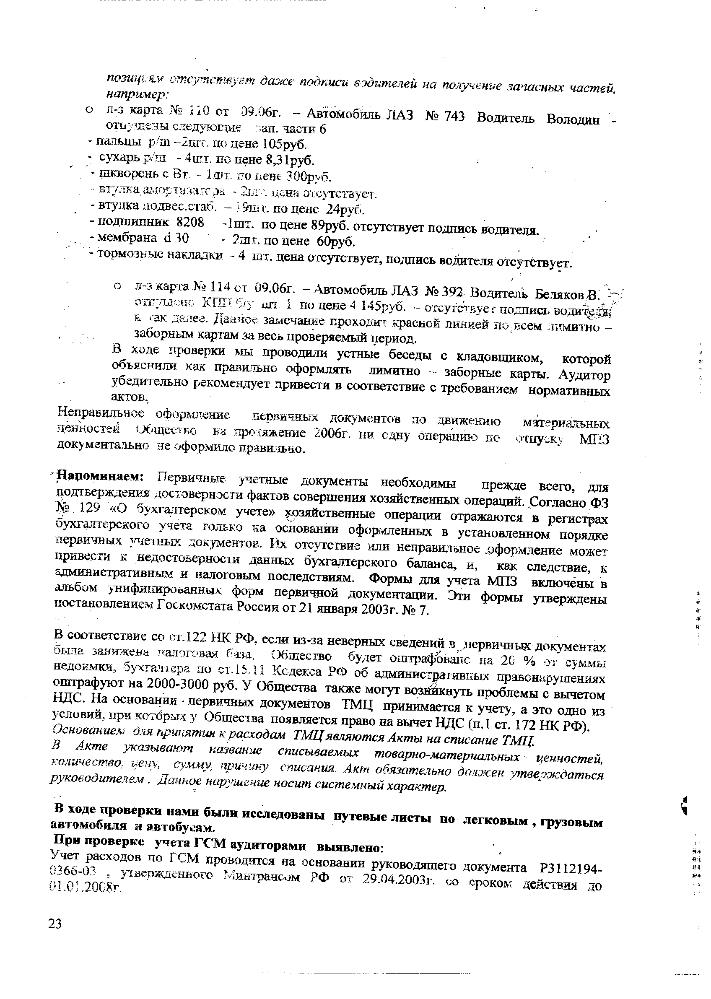 позициям отсутствует даже подписи водителей на получение запасных частей,
например:
о л-з карта № 110 от 09.06г. – Автомобиль ЛАЗ № 743 Водитель Володин -
отпущены следующие зап. части б
- пальцы р/ш –2шт. по цене 105руб.
- сухарь р/ш - 4шт. по цене 8,31руб.
- шкворень с Вт. – 1шт. по цене 300руб.
- втулка амортизатора - 2шт. цена отсутствует.
- втулка подвес.стаб. – 19шт. по цене 24руб.
- подшипник 8208 -1шт. по цене 89руб. отсутствует подпись водителя.
- мембрана d 30 - 2шт. по цене 60руб.
- тормозные накладки - 4 шт. цена отсутствует, подпись водителя отсутствует.
о л-з карта № 114 от 09.06г. – Автомобиль ЛАЗ № 392 Водитель Беляков В. –
отпущено КПП б/у шт. 1 по цене 4 145руб. – отсутствует подпись водителя;
и так далее. Данное замечание проходит красной линией по всем лимитно –
заборным картам за весь проверяемый период.
В ходе проверки мы проводили устные беседы с кладовщиком, которой
объяснили как правильно оформлять лимитно – заборные карты. Аудитор
убедительно рекомендует привести в соответствие с требованием нормативных
актов.
Неправильное оформление первичных документов по движению материальных
ценностей Общество на протяжение 2006г. ни одну операцию по отпуску МПЗ
документально не оформило правильно.
Напоминаем: Первичные учетные документы необходимы прежде всего, для
подтверждения достоверности фактов совершения хозяйственных операций. Согласно ФЗ
№ 129 «О бухгалтерском учете» хозяйственные операции отражаются в регистрах
бухгалтерского учета только на основании оформленных в установленном порядке
первичных учетных документов. Их отсутствие или неправильное оформление может
привести к недостоверности данных бухгалтерского баланса, и, как следствие, к
административным и налоговым последствиям. Формы для учета МПЗ включены в
альбом унифицированных форм первичной документации. Эти формы утверждены
постановлением Госкомстата России от 21 января 2003г. № 7.
В соответствие со ст.122 НК РФ, если из-за неверных сведений в первичных документах
была занижена налоговая база, Общество будет оштрафовано на 20 % от суммы
недоимки, бухгалтера по ст.15.11 Кодекса РФ об административных правонарушениях
оштрафуют на 2000-3000 руб. У Общества также могут возникнуть проблемы с вычетом
НДС. На основании первичных документов ТМЦ принимается к учету, а это одно из
условий, при которых у Общества появляется право на вычет НДС (п.1 ст. 172 НК РФ).
Основанием для принятия к расходам ТМЦ являются Акты на списание ТМЦ.
В Акте указывают название списываемых товарно-материальных ценностей,
количество, цену, сумму, причину списания. Акт обязательно должен утверждаться
руководителем . Данное нарушение носит системный характер.
В ходе проверки нами были исследованы путевые листы по легковым , грузовым
автомобиля и автобусам.
При проверке учета ГСМ аудиторами выявлено:
Учет расходов по ГСМ проводится на основании руководящего документа Р3112194-
0366-03 , утвержденного Минтрансом РФ от 29.04.2003г. со сроком действия до
01.01.2008г.
23